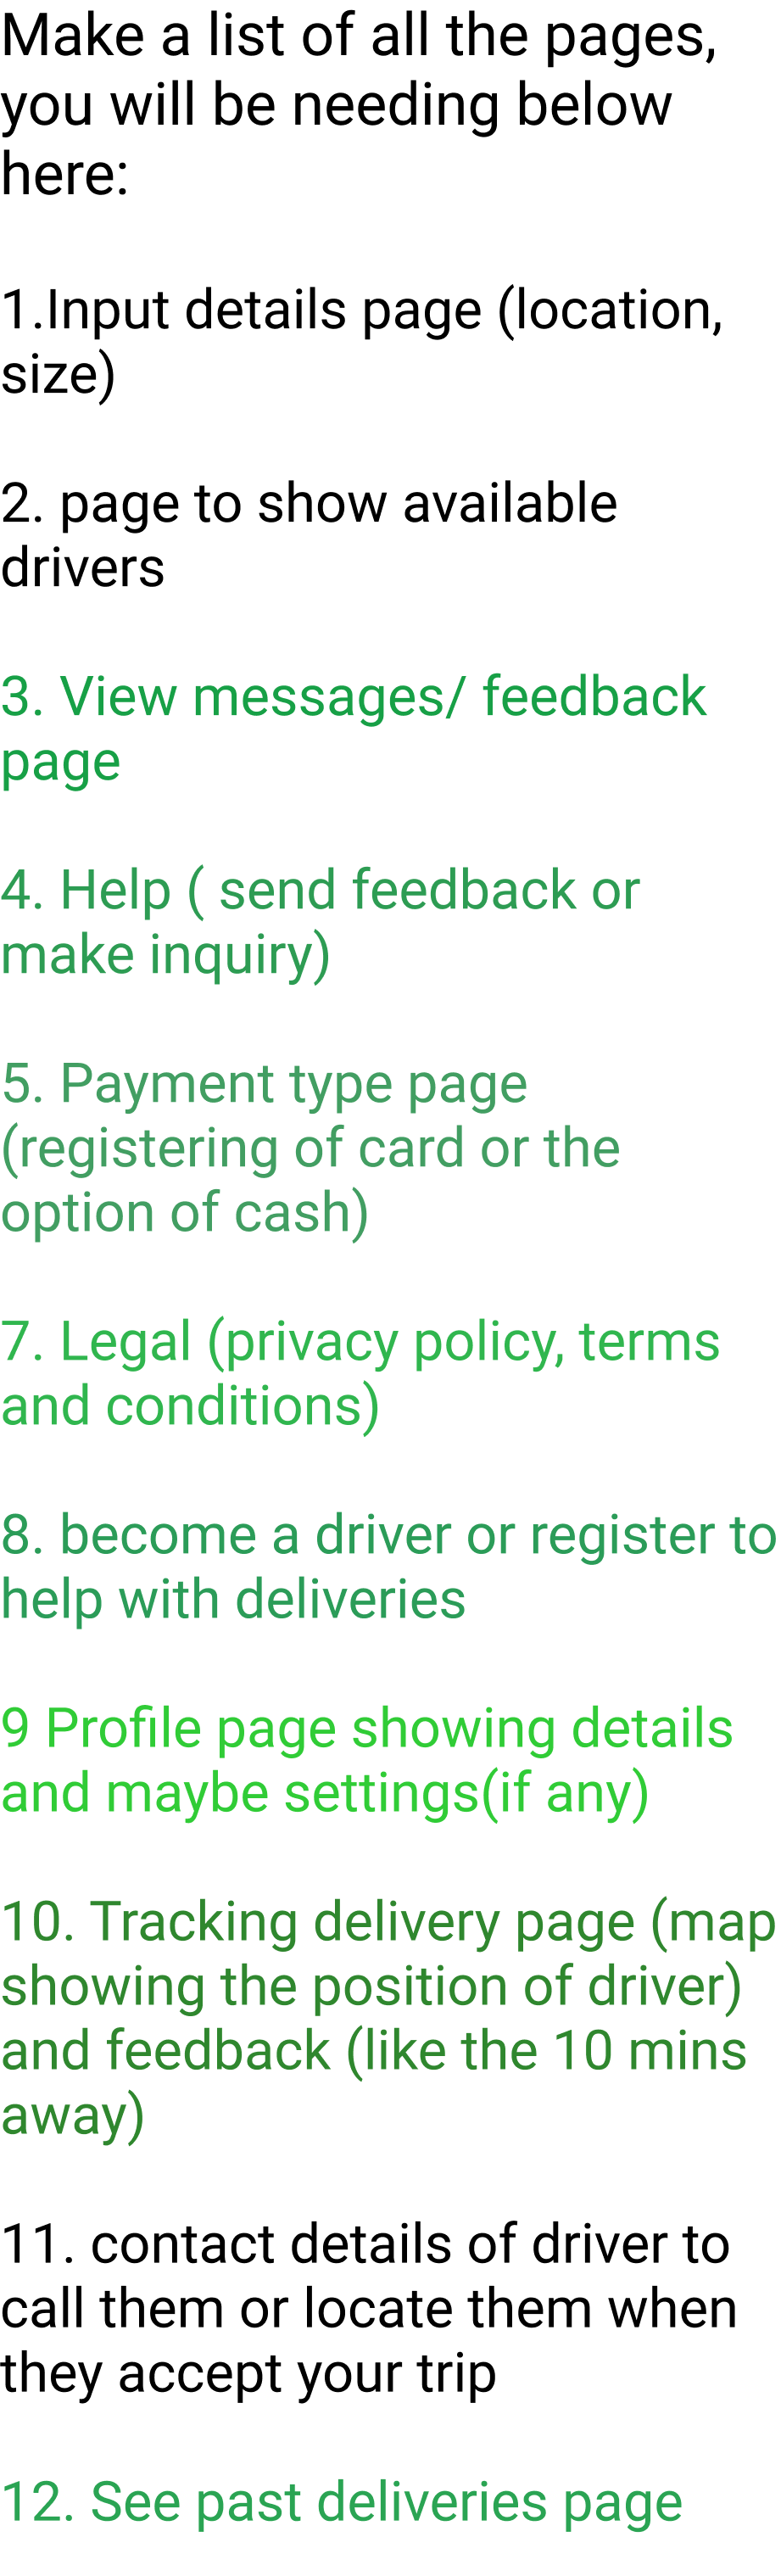 Make a list of all the pages,
you will be needing below
here:
1.Input details page (location,
size)
2. page to show available
drivers
3. View messages/ feedback
page
4. Help ( send feedback or
make inquiry)
5. Payment type page
(registering of card or the
option of cash)
7. Legal (privacy policy, terms
and conditions)
8. become a driver or register to
help with deliveries
9 Profile page showing details
and maybe settings(if any)
10. Tracking delivery page (map
showing the position of driver)
and feedback (like the 10 mins
away)
11. contact details of driver to
call them or locate them when
they accept your trip
12. See past deliveries page